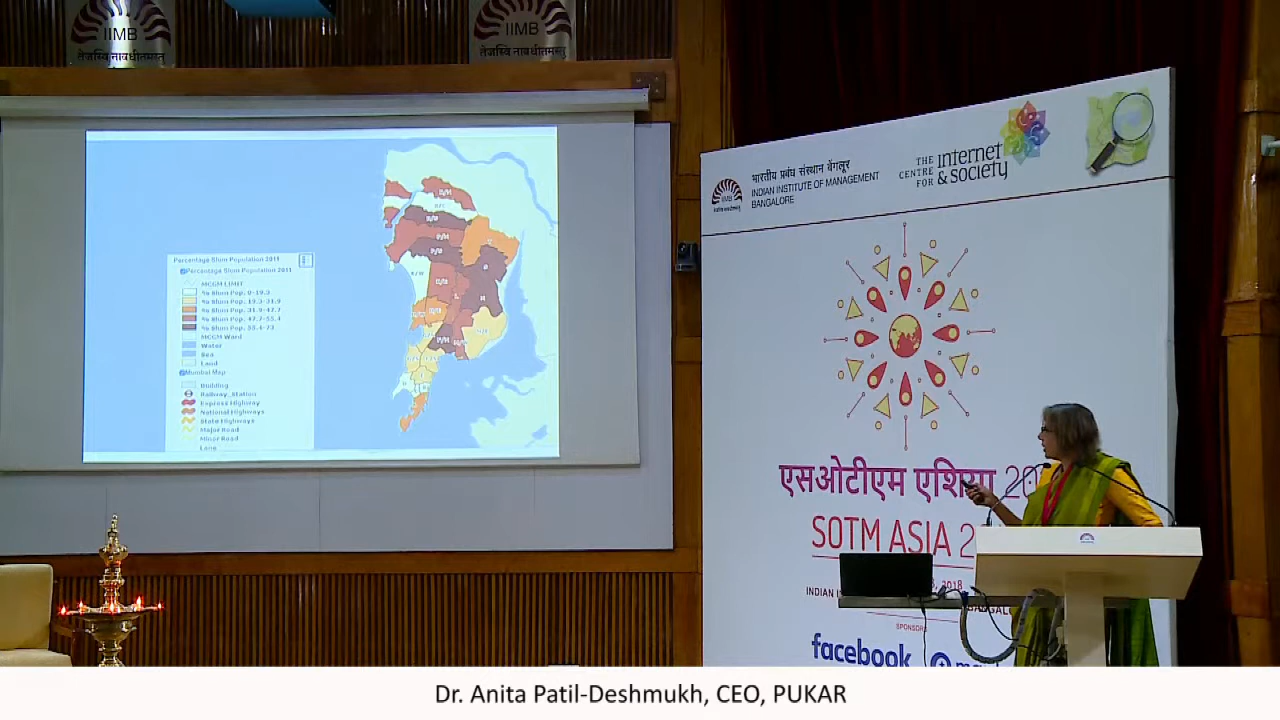 IIMB
तेजस्वि नावधीतमस्तु
IIMB
तेजस्वि नावधीतमस्तु
Percentage Slum Population 2011
Percentage Slum Population 2011
MCGM LIMIT
% Slum Pop. 0-19.3
% Slum Pop. 19.3-31.9
% Slum Pop. 31.9-47.7
% Slum Pop. 47.7-55.4
% Slum Pop. 55.4-73
MCGM Ward
Water
Sea
Land
Mumbai Map
Building
Railway_Station
Express Highway
National Highways
State Highways
Major Road
Minor Road
Lane
भारतीय प्रबंध संस्थान बेंगलूर
INDIAN INSTITUTE OF MANAGEMENT
BANGALORE
THE CENTRE FOR
internet
& society
एसओटीएम एशिया 20
SOTM ASIA 2
, 2018
INDIAN
SPONSORS
facebook
Dr. Anita Patil-Deshmukh, CEO, PUKAR